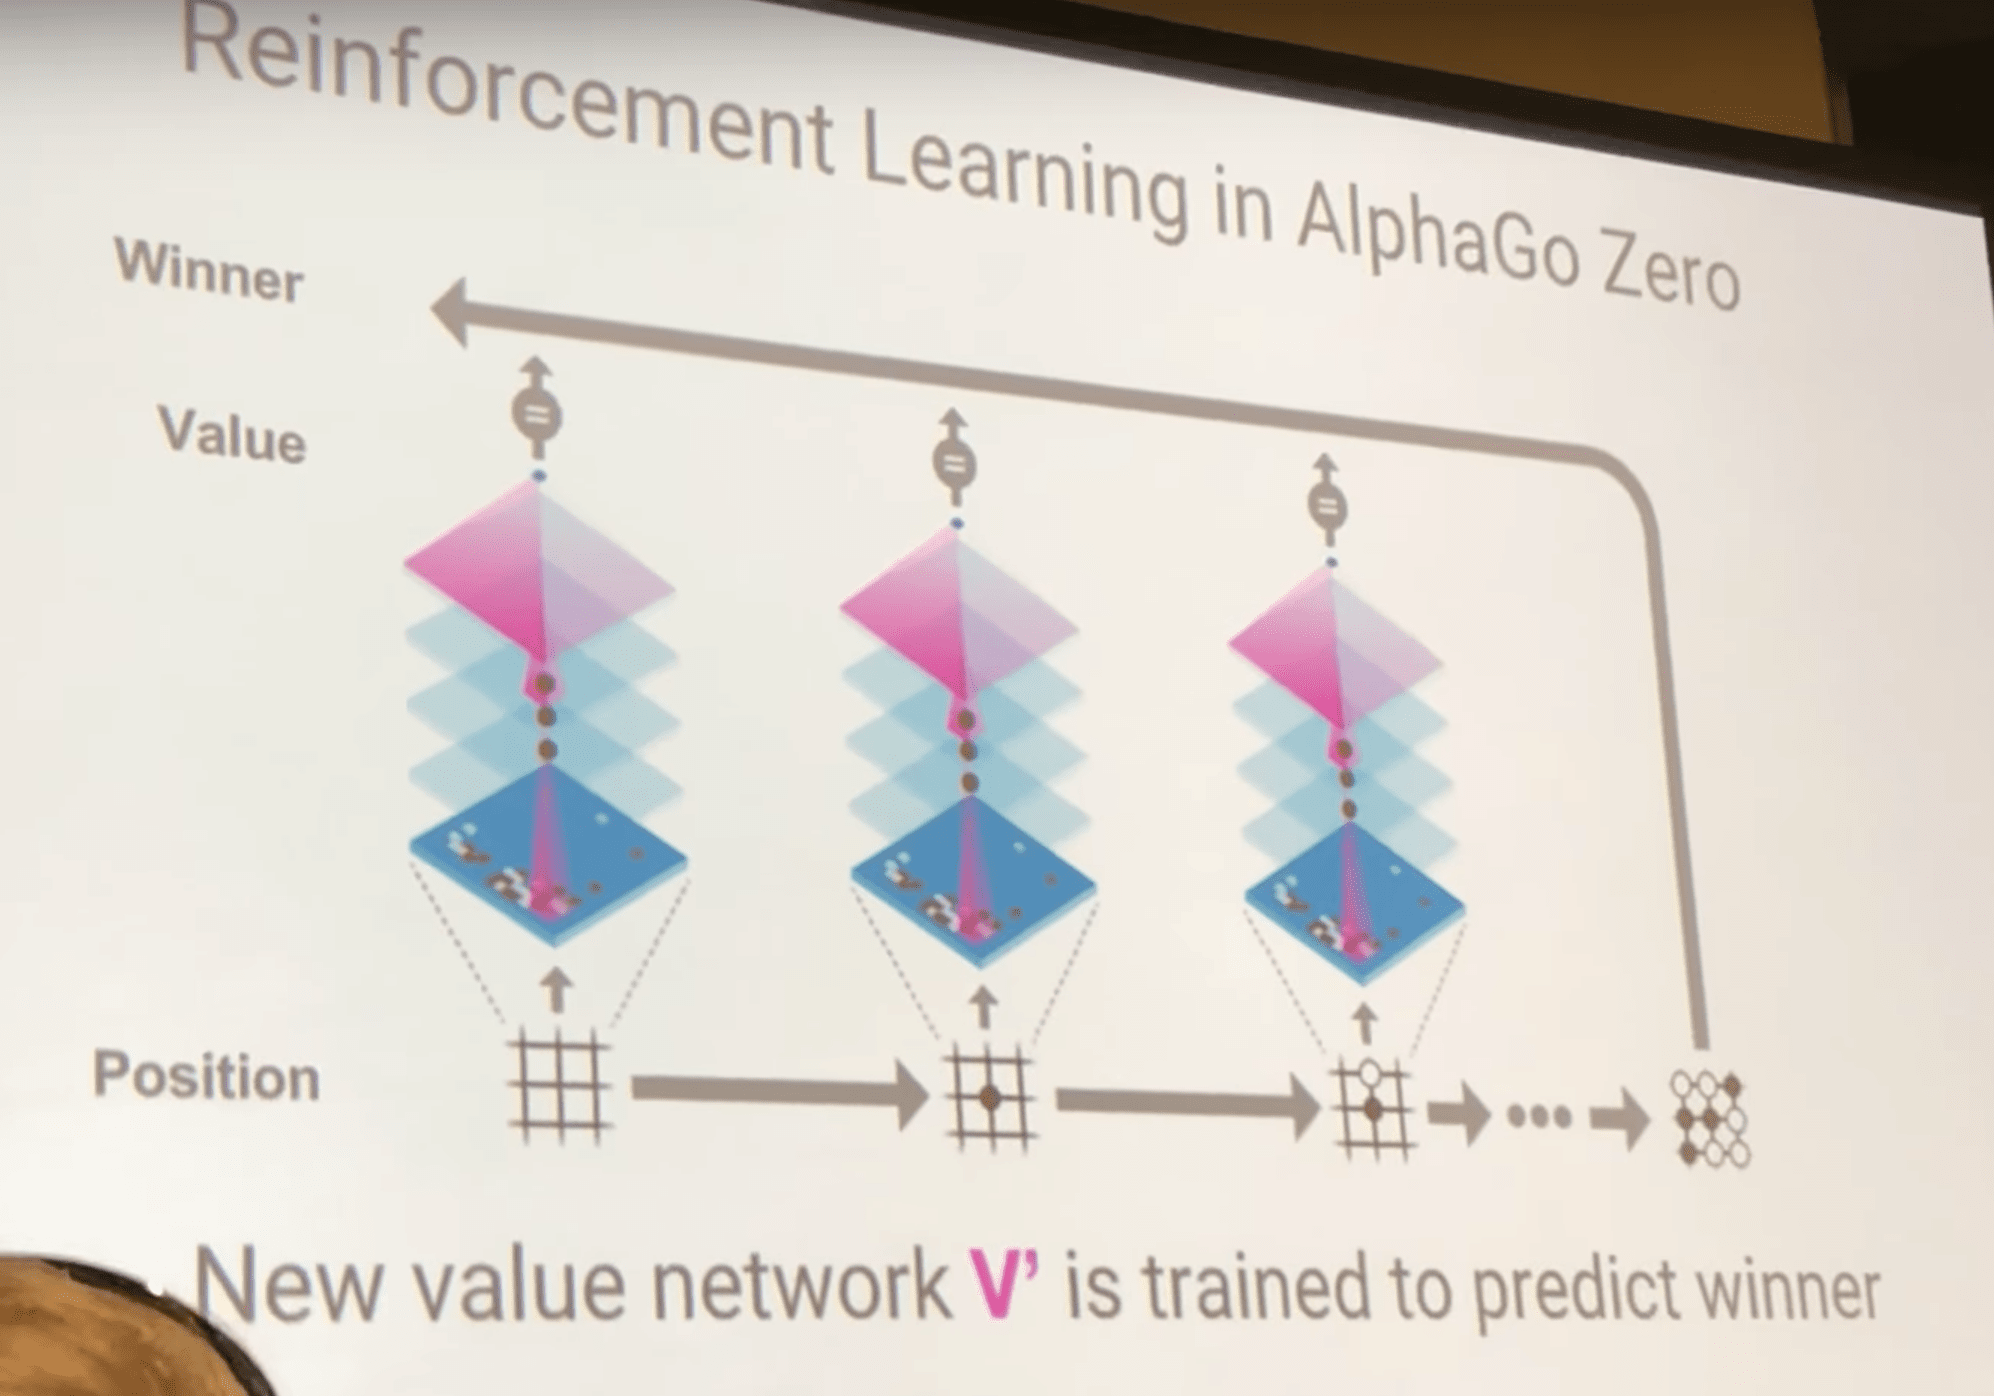 Reinforcement Learning in AlphaGo Zero
Winner
Value
Position
New value network V' is trained to predict winner